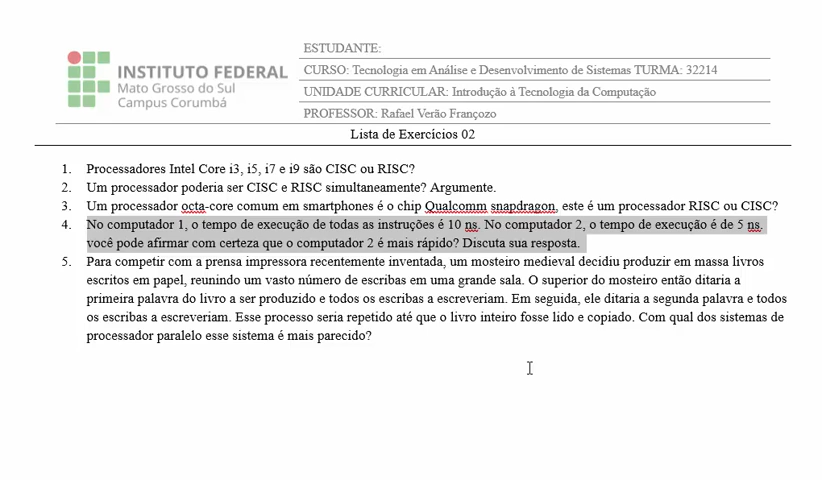 INSTITUTO FEDERAL
Mato Grosso do Sul
Campus Corumbá
ESTUDANTE:
CURSO: Tecnologia em Análise e Desenvolvimento de Sistemas TURMA: 32214
UNIDADE CURRICULAR: Introdução à Tecnologia da Computação
PROFESSOR: Rafael Verão Françozo
Lista de Exercícios 02
1. Processadores Intel Core i3, i5, i7 e i9 são CISC ou RISC?
2. Um processador poderia ser CISC e RISC simultaneamente? Argumente.
3. Um processador octa-core comum em smartphones é o chip Qualcomm snapdragon, este é um processador RISC ou CISC?
4. No computador 1, o tempo de execução de todas as instruções é 10 ns. No computador 2, o tempo de execução é de 5 ns.
você pode afirmar com certeza que o computador 2 é mais rápido? Discuta sua resposta.
5. Para competir com a prensa impressora recentemente inventada, um mosteiro medieval decidiu produzir em massa livros
escritos em papel, reunindo um vasto número de escribas em uma grande sala. O superior do mosteiro então ditaria a
primeira palavra do livro a ser produzido e todos os escribas a escreveriam. Em seguida, ele ditaria a segunda palavra e todos
os escribas a escreveriam. Esse processo seria repetido até que o livro inteiro fosse lido e copiado. Com qual dos sistemas de
processador paralelo esse sistema é mais parecido?